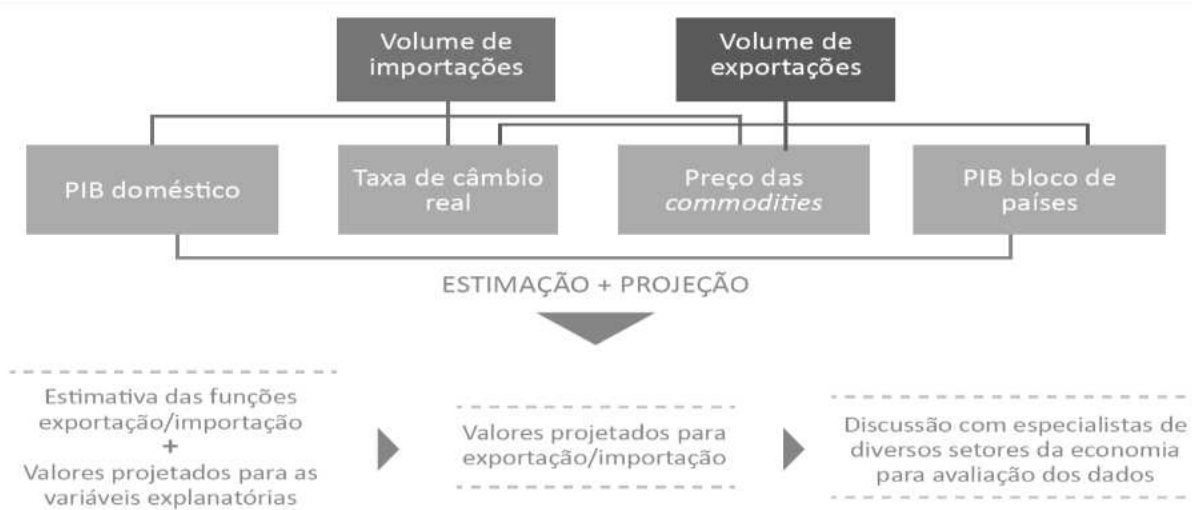 Volume de
importações
Volume de
exportações
PIB doméstico
Taxa de câmbio
real
Preço das
commodities
PIB bloco de
países
ESTIMAÇÃO + PROJEÇÃO
Estimativa das funções
exportação/importação
+
Valores projetados para as
variáveis explanatórias
Valores projetados para
exportação/importação
Discussão com especialistas de
diversos setores da economia
para avaliação dos dados